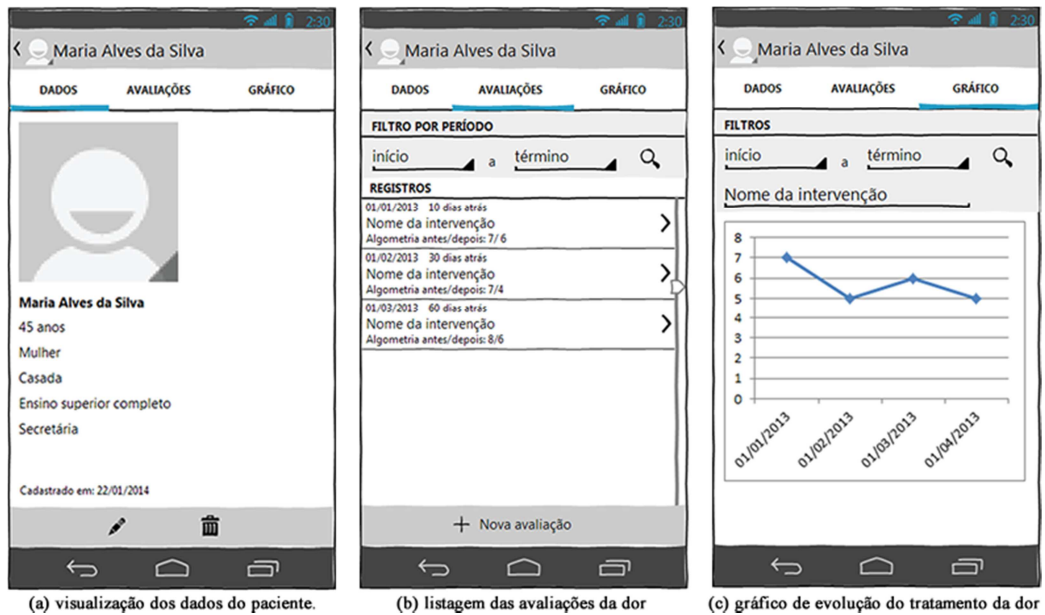 2:30
Maria Alves da Silva
DADOS AVALIAÇÕES GRÁFICO
Maria Alves da Silva
45 anos
Mulher
Casada
Ensino superior completo
Secretária
Cadastrado em: 22/01/2014
(a) visualização dos dados do paciente.
2:30
Maria Alves da Silva
DADOS AVALIAÇÕES GRÁFICO
FILTRO POR PERÍODO
início a término
REGISTROS
01/01/2013 10 dias atrás
Nome da intervenção
Algometria antes/depois: 7/ 6
01/02/2013 30 dias atrás
Nome da intervenção
Algometria antes/depois: 7/4
01/03/2013 60 dias atrás
Nome da intervenção
Algometria antes/depois: 8/6
+ Nova avaliação
(b) listagem das avaliações da dor
2:30
Maria Alves da Silva
DADOS AVALIAÇÕES GRÁFICO
FILTROS
início a término
Nome da intervenção
8
7
6
5
4
3
2
1
0
01/01/2013 01/02/2013 01/03/2013 01/04/2013
(c) gráfico de evolução do tratamento da dor